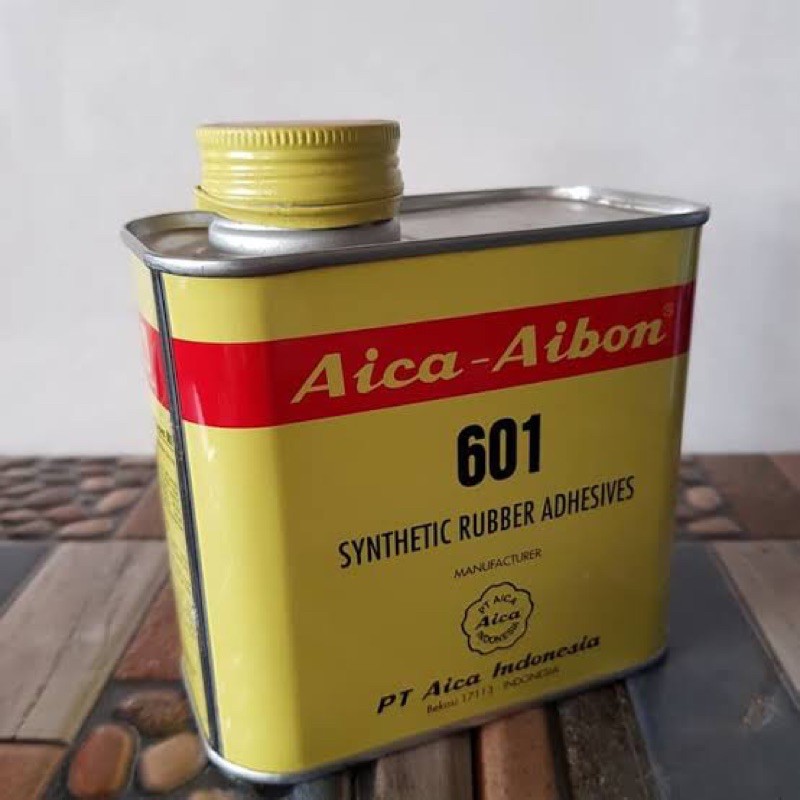 Aica-Aibon®
601
SYNTHETIC RUBBER ADHESIVES
MANUFACTURER
PT AICA
Aica
INDONESIA
PT Aica Indonesia
Bekasi 17113 - INDONESIA